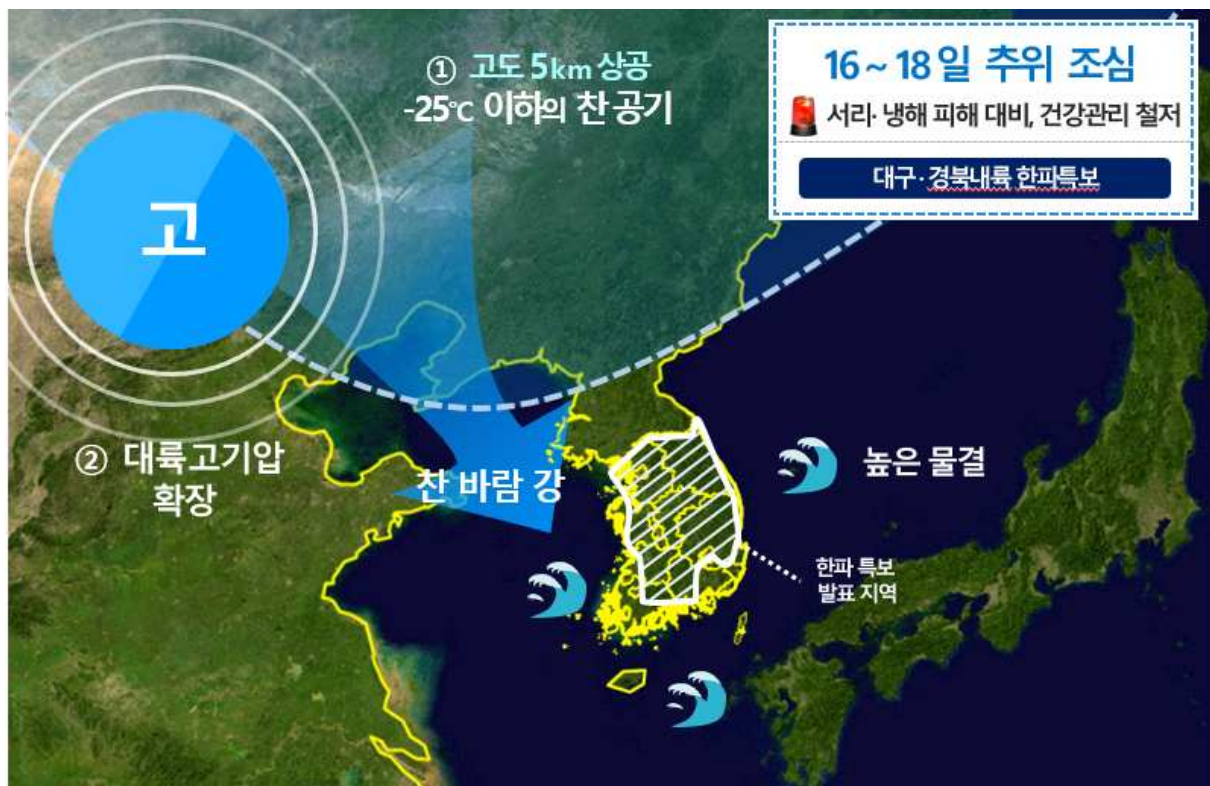 ① 고도 5km 상공
-25℃ 이하의 찬 공기
16 ~ 18일 추위 조심
서리· 냉해 피해 대비, 건강관리 철저
대구·경북내륙 한파특보
고
② 대륙고기압
확장
찬 바람 강
높은 물결
한파 특보
발표 지역